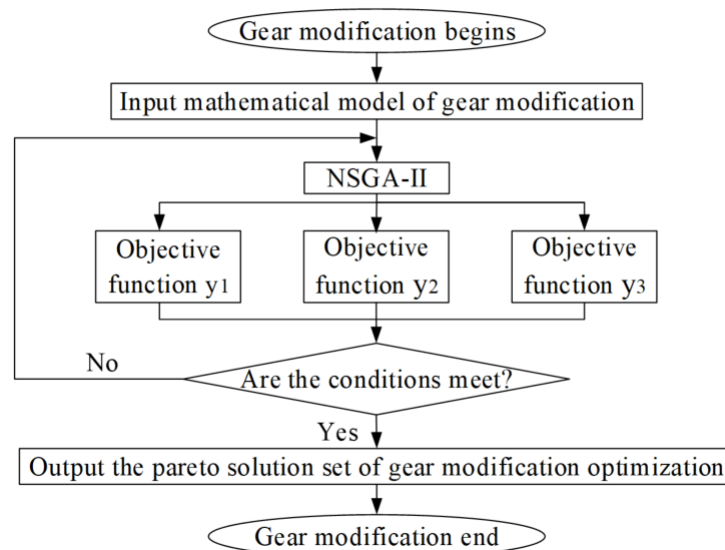 Gear modification begins
Input mathematical model of gear modification
NSGA-II
Objective
function y1
Objective
function y2
Objective
function y3
No
Are the conditions meet?
Yes
Output the pareto solution set of gear modification optimization
Gear modification end